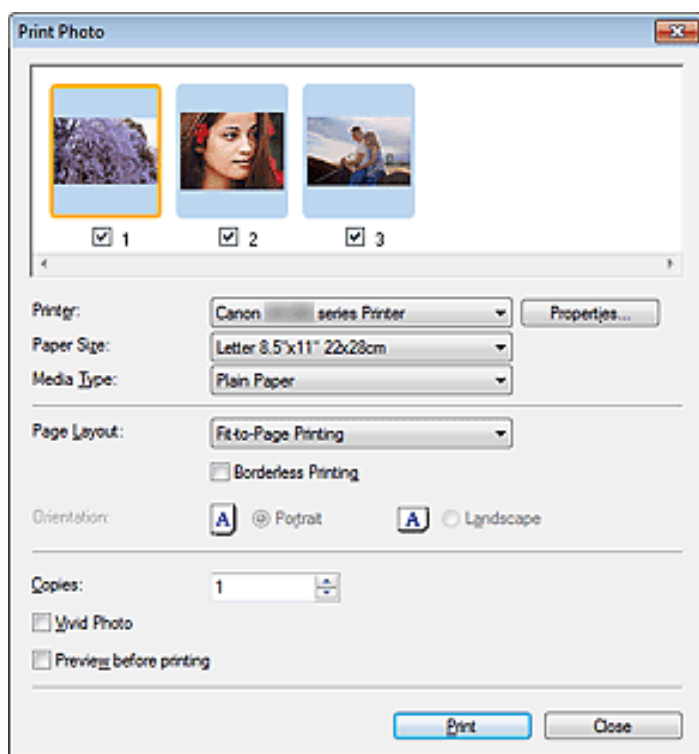 Print Photo
1 2 3
Printer: Canon series Printer Properties...
Paper Size: Letter 8.5"x11" 22x28cm
Media Type: Plain Paper
Page Layout: Fit-to-Page Printing
Borderless Printing
Orientation: A Portrait A Landscape
Copies: 1
Vivid Photo
Preview before printing
Print Close